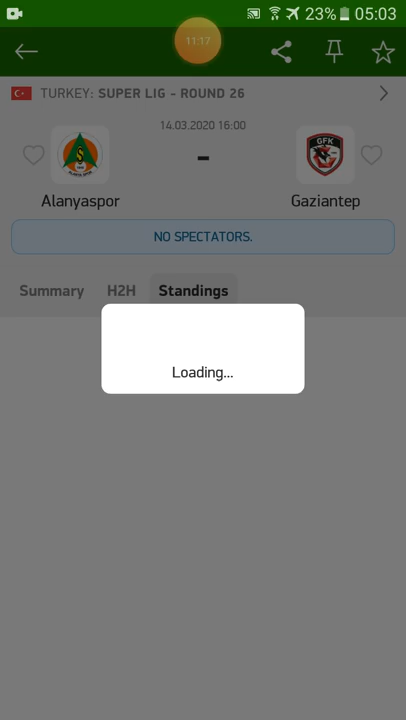 23% 05:03
11:17
TURKEY: SUPER LIG - ROUND 26
14.03.2020 16:00
GFK
-
Alanyaspor
Gaziantep
NO SPECTATORS.
Summary H2H Standings
Loading...